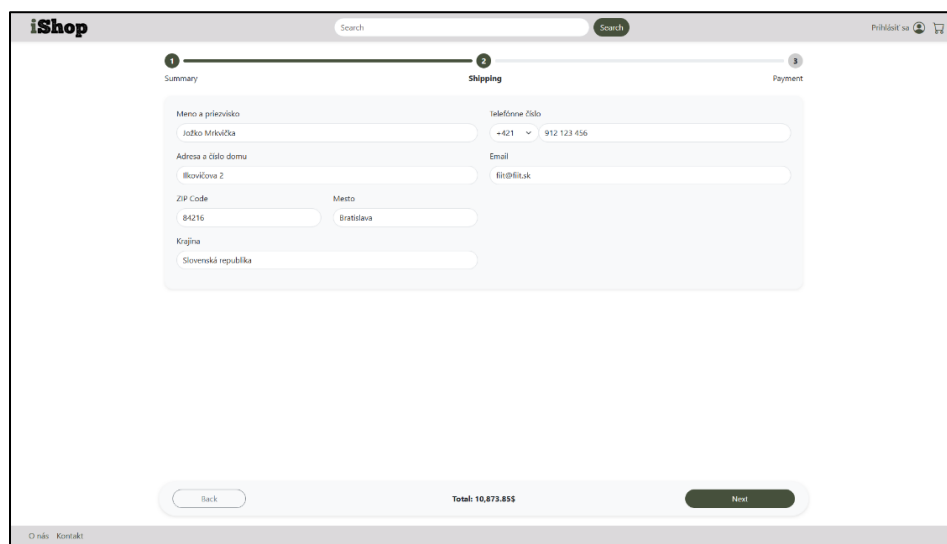 iShop
Search
Search
Prihlásiť sa
1
2
3
Summary
Shipping
Payment
Meno a priezvisko
Telefónne číslo
Jožko Mrkvička
+421
912 123 456
Adresa a číslo domu
Email
Ilkovičova 2
fiit@fiit.sk
ZIP Code
Mesto
84216
Bratislava
Krajina
Slovenská republika
Back
Total: 10,873.85$
Next
O nás
Kontakt